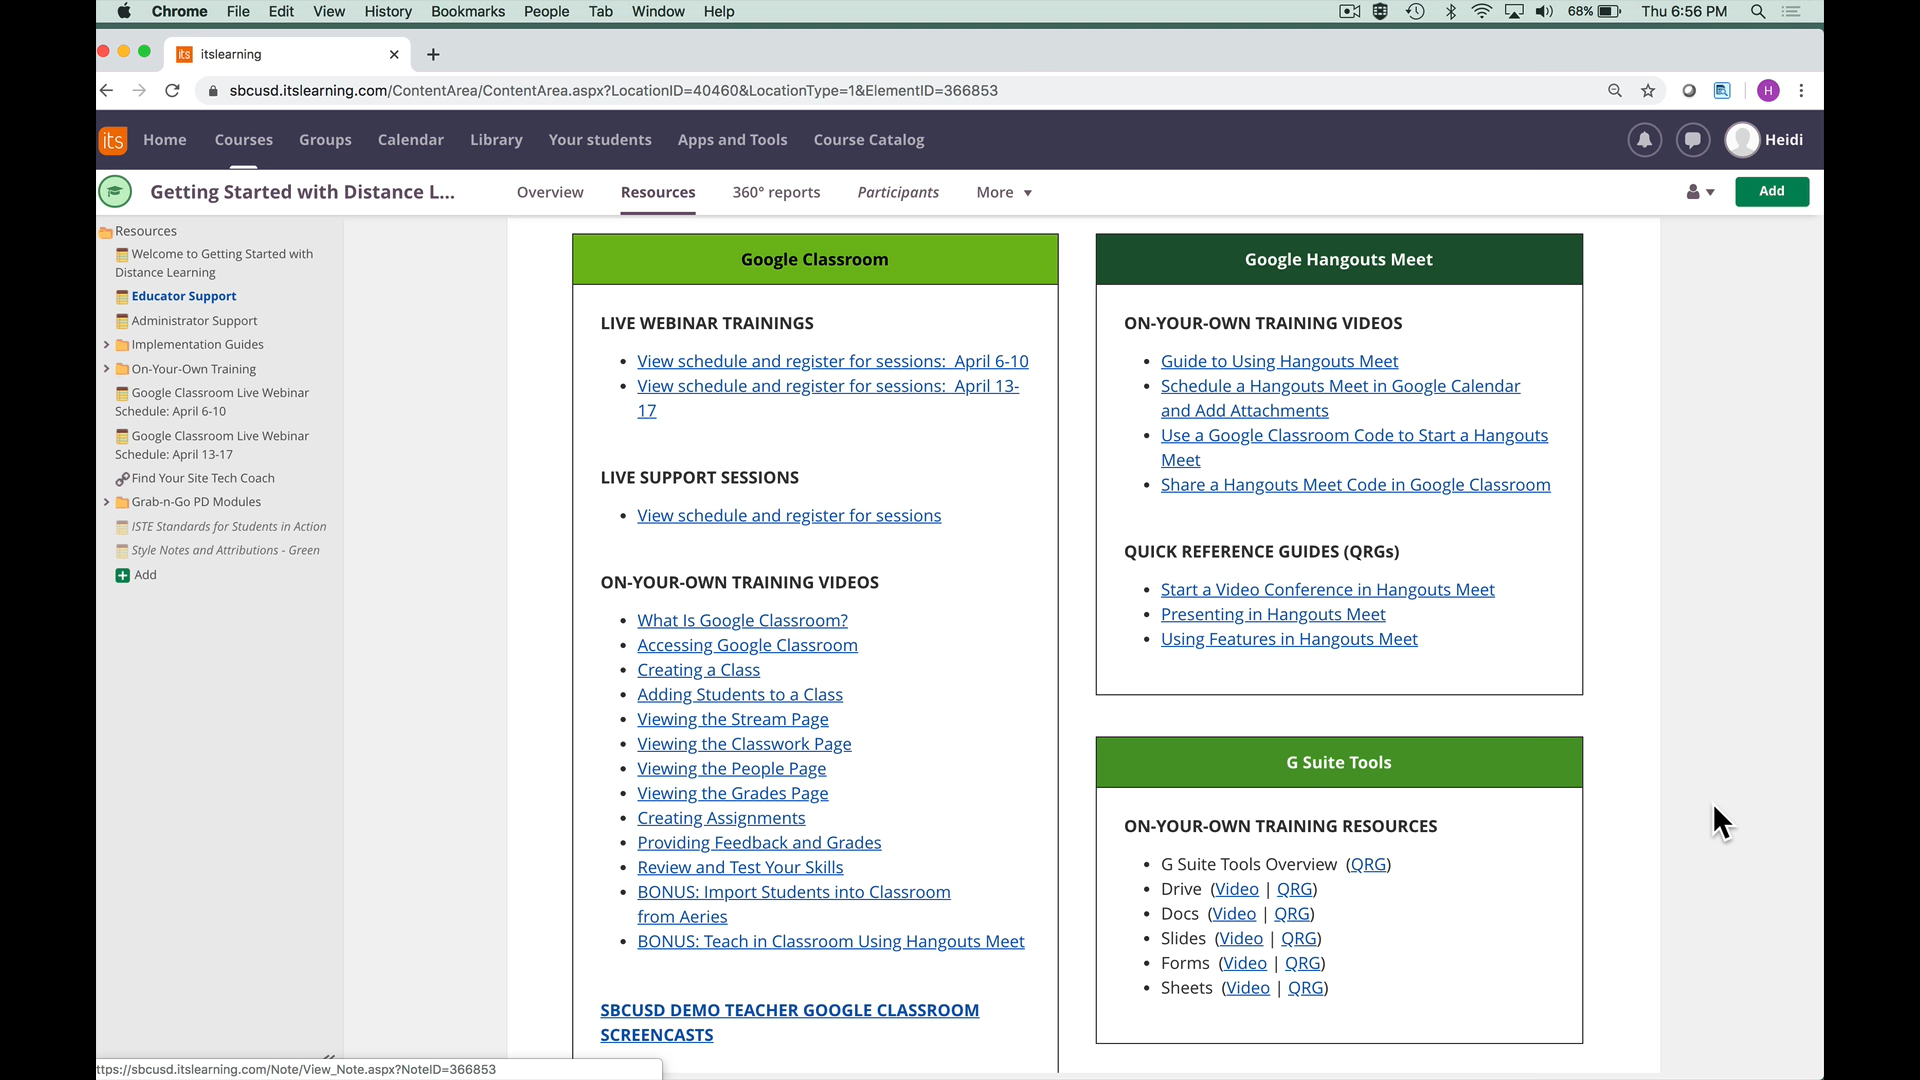 Chrome File Edit View History Bookmarks People Tab Window Help 68% Thu 6:56 PM
its itslearning
sbcusd.itslearning.com/ContentArea/ContentArea.aspx?LocationID=40460&LocationType=1&ElementID=366853 H
its Home Courses Groups Calendar Library Your students Apps and Tools Course Catalog Heidi
Getting Started with Distance L... Overview Resources 360° reports Participants More Add
Resources
Welcome to Getting Started with
Distance Learning
Educator Support
Administrator Support
Implementation Guides
On-Your-Own Training
Google Classroom Live Webinar
Schedule: April 6-10
Google Classroom Live Webinar
Schedule: April 13-17
Find Your Site Tech Coach
Grab-n-Go PD Modules
ISTE Standards for Students in Action
Style Notes and Attributions - Green
Add
Google Classroom
LIVE WEBINAR TRAININGS
View schedule and register for sessions: April 6-10
View schedule and register for sessions: April 13-
17
LIVE SUPPORT SESSIONS
View schedule and register for sessions
ON-YOUR-OWN TRAINING VIDEOS
What Is Google Classroom?
Accessing Google Classroom
Creating a Class
Adding Students to a Class
Viewing the Stream Page
Viewing the Classwork Page
Viewing the People Page
Viewing the Grades Page
Creating Assignments
Providing Feedback and Grades
Review and Test Your Skills
BONUS: Import Students into Classroom
from Aeries
BONUS: Teach in Classroom Using Hangouts Meet
SBCUSD DEMO TEACHER GOOGLE CLASSROOM
SCREENCASTS
Google Hangouts Meet
ON-YOUR-OWN TRAINING VIDEOS
Guide to Using Hangouts Meet
Schedule a Hangouts Meet in Google Calendar
and Add Attachments
Use a Google Classroom Code to Start a Hangouts
Meet
Share a Hangouts Meet Code in Google Classroom
QUICK REFERENCE GUIDES (QRGs)
Start a Video Conference in Hangouts Meet
Presenting in Hangouts Meet
Using Features in Hangouts Meet
G Suite Tools
ON-YOUR-OWN TRAINING RESOURCES
G Suite Tools Overview (QRG)
Drive (Video | QRG)
Docs (Video | QRG)
Slides (Video | QRG)
Forms (Video | QRG)
Sheets (Video | QRG)
ttps://sbcusd.itslearning.com/Note/View_Note.aspx?NoteID=366853